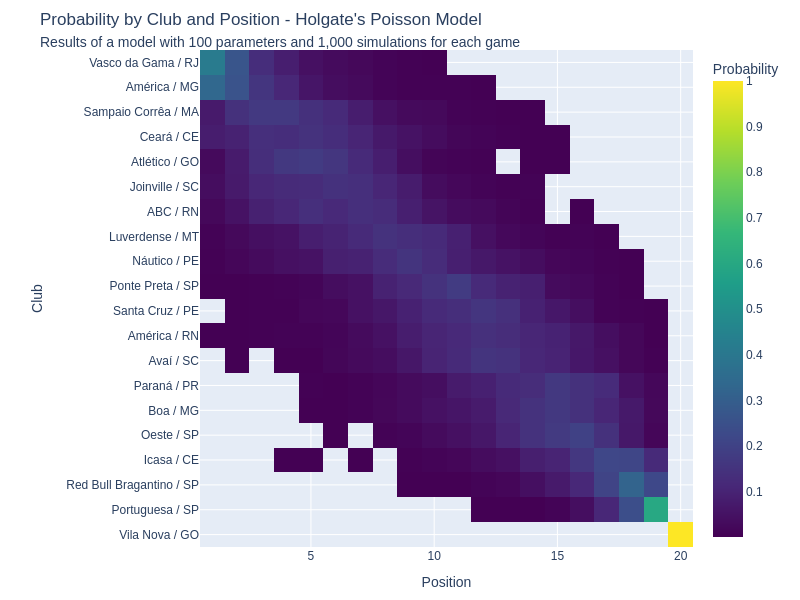 Probability by Club and Position - Holgate's Poisson Model
Results of a model with 100 parameters and 1,000 simulations for each game
Probability
Vasco da Gama / RJ
América / MG
Sampaio Corrêa / MA
Ceará / CE
Atlético / GO
Joinville / SC
ABC / RN
Luverdense / MT
Náutico / PE
Ponte Preta / SP
Santa Cruz / PE
América / RN
Avaí / SC
Paraná / PR
Boa / MG
Oeste / SP
Icasa / CE
Red Bull Bragantino / SP
Portuguesa / SP
Vila Nova / GO
Club
5
10
15
20
Position
1
0.9
0.8
0.7
0.6
0.5
0.4
0.3
0.2
0.1